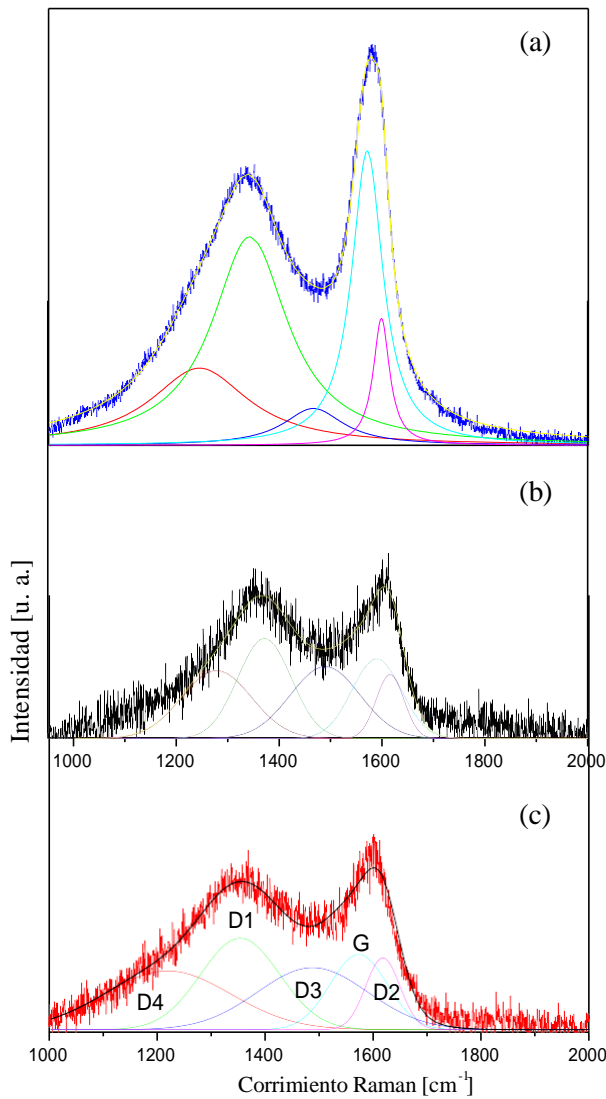 (a)
(b)
Intensidad [u. a.]
1200 1400 1600 1800 2000
(c)
D1
G
D4
D3
D2
1000 1200 1400 1600 1800 2000
Corrimiento Raman [cm⁻¹]